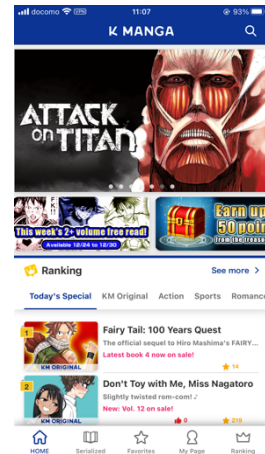 docomo VPN 11:07 93%
K MANGA
ATTACK
ON TITAN
This week's 2+ volume free read!
Available 12/24 to 12/30
Earn up
50 poin
from the treasure
Ranking
See more >
Today's Special KM Original Action Sports Romance
1
Fairy Tail: 100 Years Quest
The official sequel to Hiro Mashima's FAIRY...
Latest book 4 now on sale!
KM ORIGINAL
14
2
Don't Toy with Me, Miss Nagatoro
Slightly twisted rom-com! ♪
New: Vol. 12 on sale!
KM ORIGINAL
0 219
HOME Serialized Favorites My Page Ranking